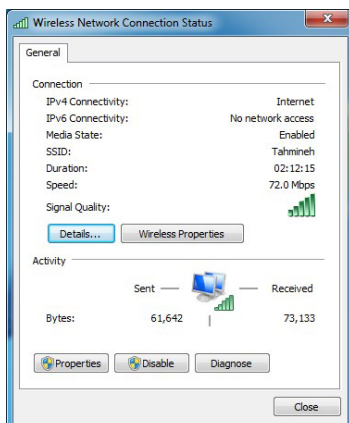 Wireless Network Connection Status
General
Connection
IPv4 Connectivity: Internet
IPv6 Connectivity: No network access
Media State: Enabled
SSID: Tahmineh
Duration: 02:12:15
Speed: 72.0 Mbps
Signal Quality:
Details... Wireless Properties
Activity
Sent Received
Bytes: 61,642 73,133
Properties Disable Diagnose
Close